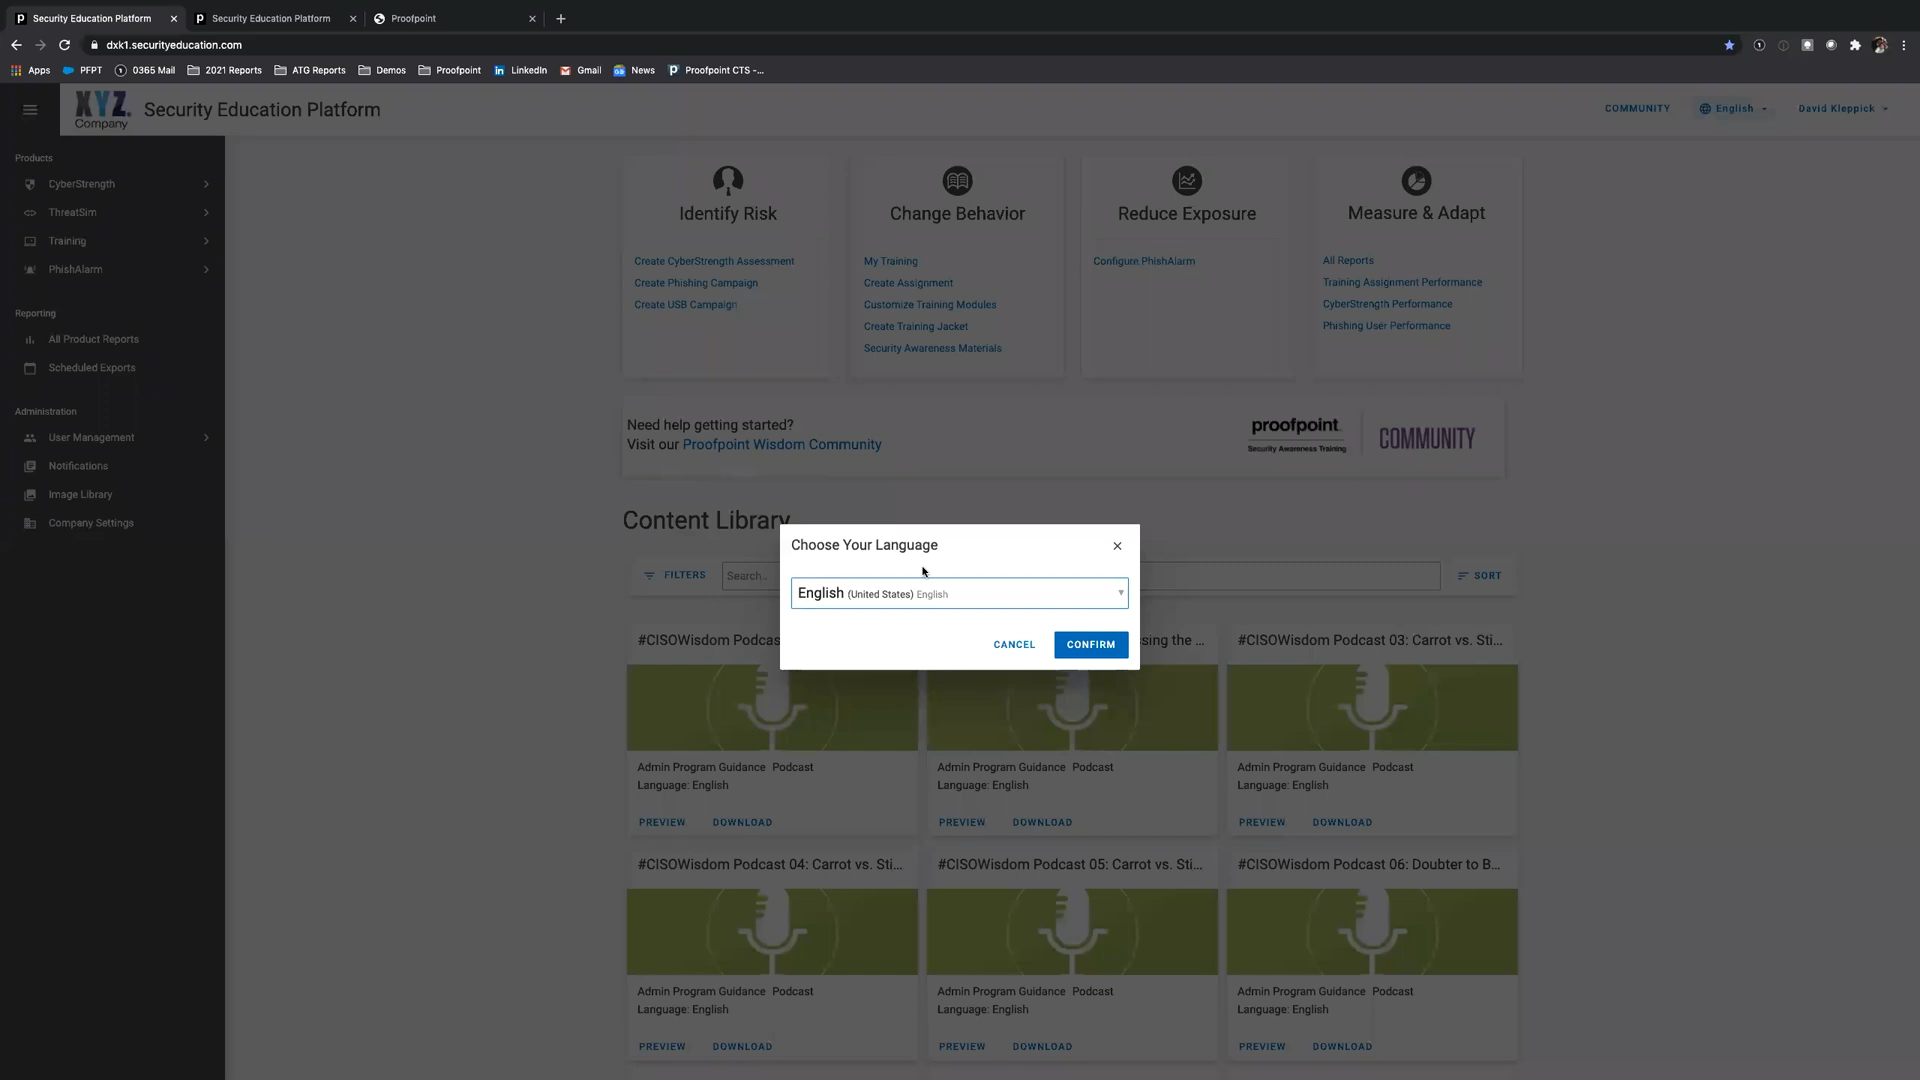 Security Education Platform
Security Education Platform
Proofpoint
dxk1.securityeducation.com
Apps
PFPT
0365 Mail
2021 Reports
ATG Reports
Demos
Proofpoint
LinkedIn
Gmail
News
Proofpoint CTS -...
XYZ.
Company
Security Education Platform
COMMUNITY
English
David Kleppick
Products
CyberStrength
ThreatSim
Training
PhishAlarm
Reporting
All Product Reports
Scheduled Exports
Administration
User Management
Notifications
Image Library
Company Settings
Identify Risk
Create CyberStrength Assessment
Create Phishing Campaign
Create USB Campaign
Change Behavior
My Training
Create Assignment
Customize Training Modules
Create Training Jacket
Security Awareness Materials
Reduce Exposure
Configure PhishAlarm
Measure & Adapt
All Reports
Training Assignment Performance
CyberStrength Performance
Phishing User Performance
Need help getting started?
Visit our Proofpoint Wisdom Community
proofpoint.
Security Awareness Training
COMMUNITY
Content Library
FILTERS
Search..
SORT
Choose Your Language
English (United States) English
CANCEL
CONFIRM
#CISOWisdom Podcas
sing the ...
#CISOWisdom Podcast 03: Carrot vs. Sti...
Admin Program Guidance Podcast
Language: English
PREVIEW
DOWNLOAD
Admin Program Guidance Podcast
Language: English
PREVIEW
DOWNLOAD
Admin Program Guidance Podcast
Language: English
PREVIEW
DOWNLOAD
#CISOWisdom Podcast 04: Carrot vs. Sti...
#CISOWisdom Podcast 05: Carrot vs. Sti...
#CISOWisdom Podcast 06: Doubter to B...
Admin Program Guidance Podcast
Language: English
PREVIEW
DOWNLOAD
Admin Program Guidance Podcast
Language: English
PREVIEW
DOWNLOAD
Admin Program Guidance Podcast
Language: English
PREVIEW
DOWNLOAD